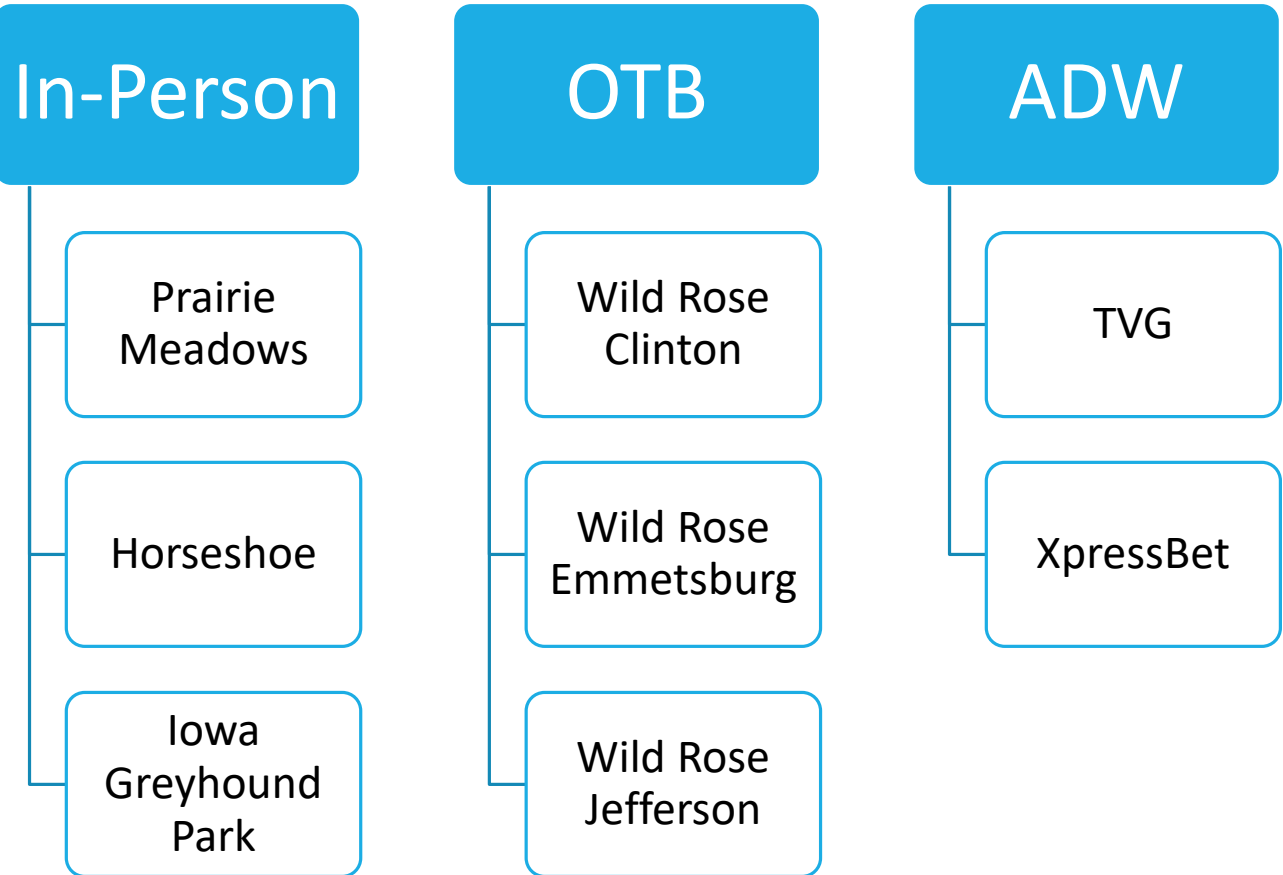 In-Person
Prairie
Meadows
Horseshoe
Iowa
Greyhound
Park
OTB
Wild Rose
Clinton
Wild Rose
Emmetsburg
Wild Rose
Jefferson
ADW
TVG
XpressBet